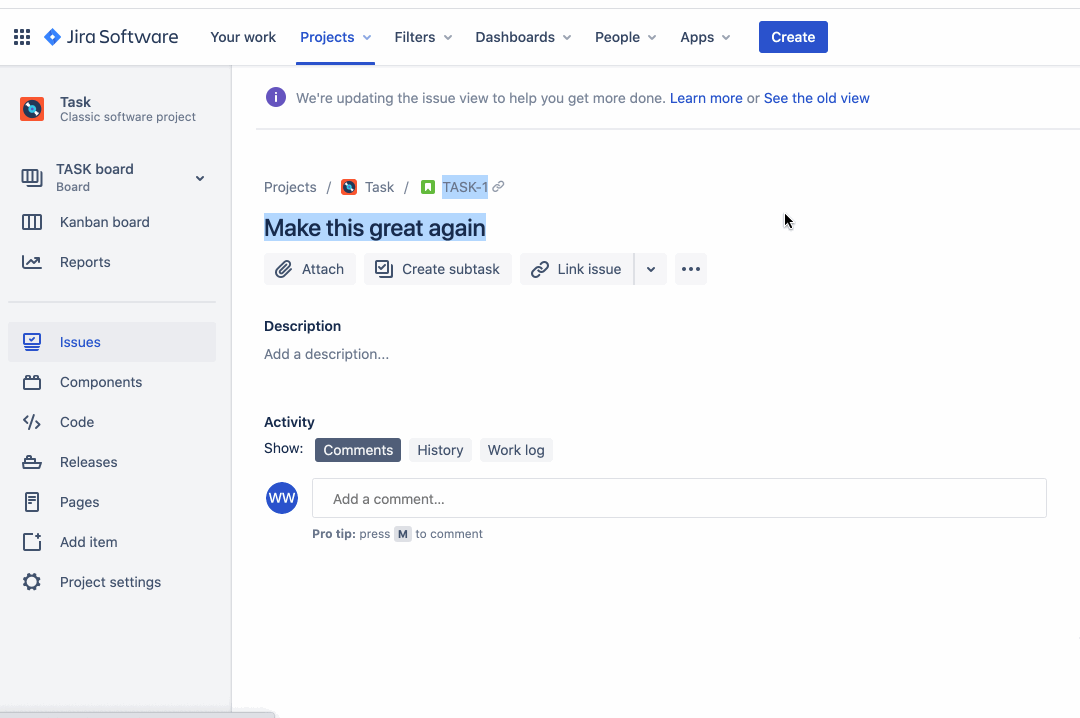 Jira Software Your work Projects Filters Dashboards People Apps Create
Task
Classic software project
TASK board
Board
Kanban board
Reports
Issues
Components
Code
Releases
Pages
Add item
Project settings
We're updating the issue view to help you get more done. Learn more or See the old view
Projects / Task / TASK-1
Make this great again
Attach Create subtask Link issue
Description
Add a description...
Activity
Show: Comments History Work log
WW Add a comment...
Pro tip: press M to comment